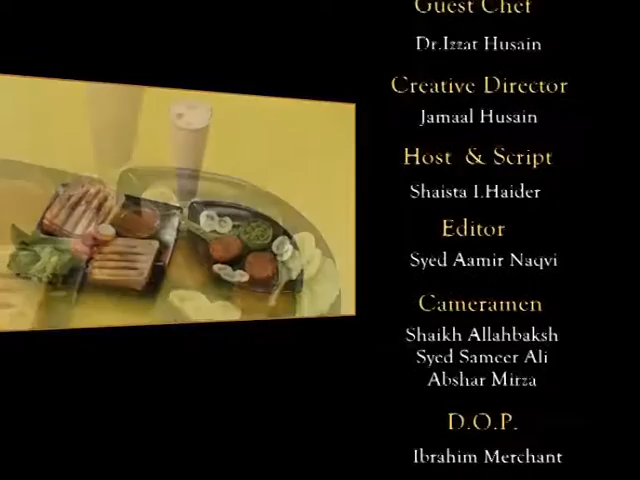 Guest Chef
Dr.Izzat Husain
Creative Director
Jamaal Husain
Host & Script
Shaista I.Haider
Editor
Syed Aamir Naqvi
Cameramen
Shaikh Allahbaksh
Syed Sameer Ali
Abshar Mirza
D.O.P.
Ibrahim Merchant